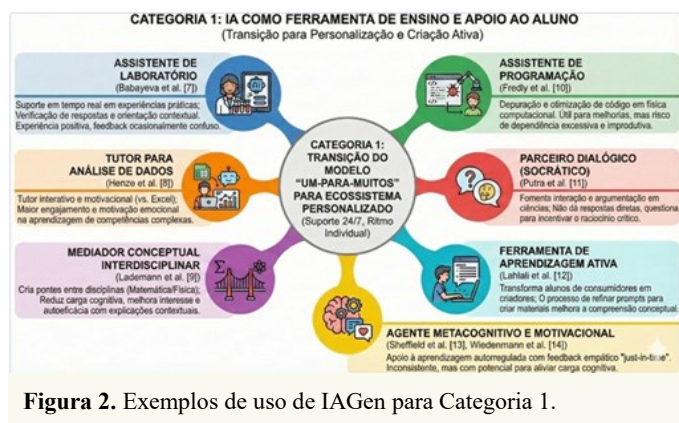 CATEGORIA 1: IA COMO FERRAMENTA DE ENSINO E APOIO AO ALUNO
(Transição para Personalização e Criação Ativa)
ASSISTENTE DE
LABORATÓRIO
(Babayeva et al. [7])
Suporte em tempo real em experiências práticas;
Verificação de respostas e orientação contextual.
Experiência positiva, feedback ocasionalmente confuso.
TUTOR PARA
ANÁLISE DE DADOS
(Henze et al. [8])
Tutor interativo e motivacional (vs. Excel);
Maior engajamento e motivação emocional
na aprendizagem de competências complexas.
MEDIADOR CONCEPTUAL
INTERDISCIPLINAR
(Lademann et al. [9])
Cria pontes entre disciplinas (Matemática/Física);
Reduz carga cognitiva, melhora interesse e
autoeficácia com explicações contextuais.
CATEGORIA 1:
TRANSIÇÃO DO
MODELO
"UM-PARA-MUITOS"
PARA ECOSSISTEMA
PERSONALIZADO
(Suporte 24/7, Ritmo
Individual)
ASSISTENTE DE
PROGRAMAÇÃO
(Fredly et al. [10])
Depuração e otimização de código em física
computacional. Útil para melhorias, mas risco
de dependência excessiva e improdutiva.
PARCEIRO DIALÓGICO
(SOCRÁTICO)
(Putra et al. [11])
Fomenta interação e argumentação em
ciências; Não dá respostas diretas, questiona
para incentivar o raciocínio crítico.
FERRAMENTA DE
APRENDIZAGEM ATIVA
(Lahlali et al. [12])
Transforma alunos de consumidores em
criadores; O processo de refinar prompts para
criar materiais melhora a compreensão conceptual.
AGENTE METACOGNITIVO E MOTIVACIONAL
(Sheffield et al. [13], Wiedenmann et al. [14])
Apoio à aprendizagem autorregulada com feedback empático "just-in-time".
Inconsistente, mas com potencial para aliviar carga cognitiva.
Figura 2. Exemplos de uso de IAGen para Categoria 1.